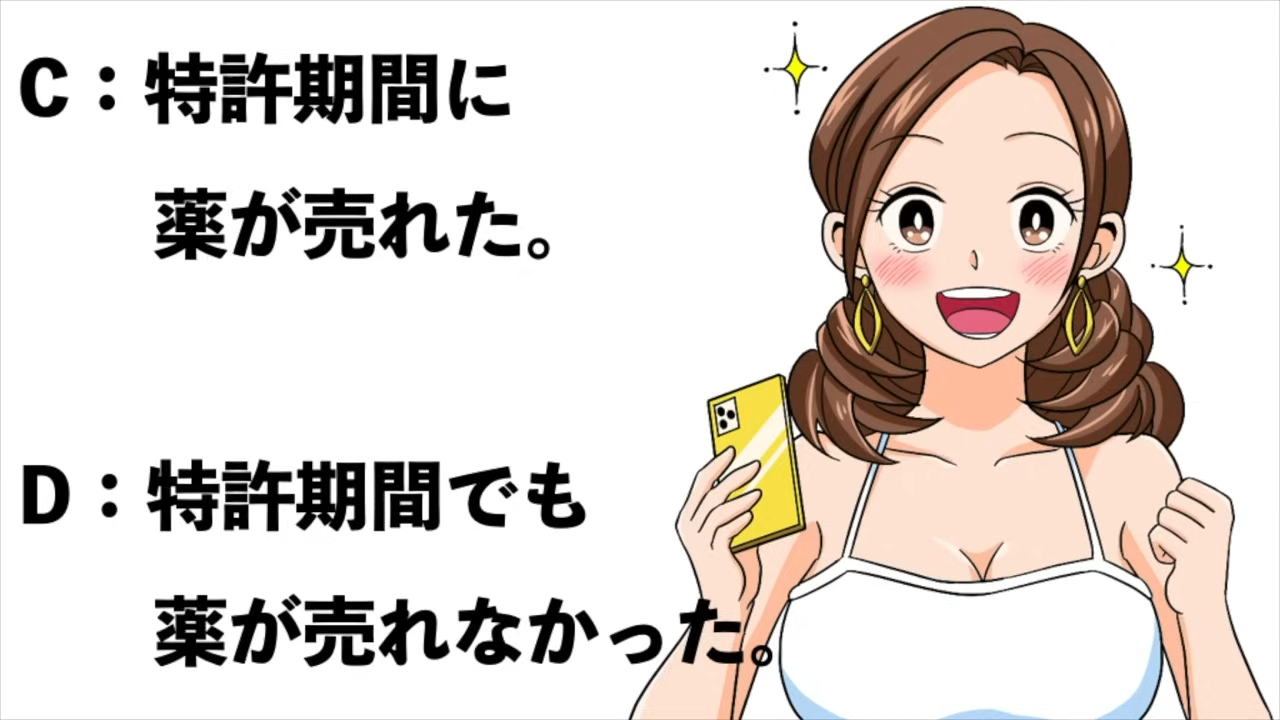 C：特許期間に
薬が売れた。
D：特許期間でも
薬が売れなかった。